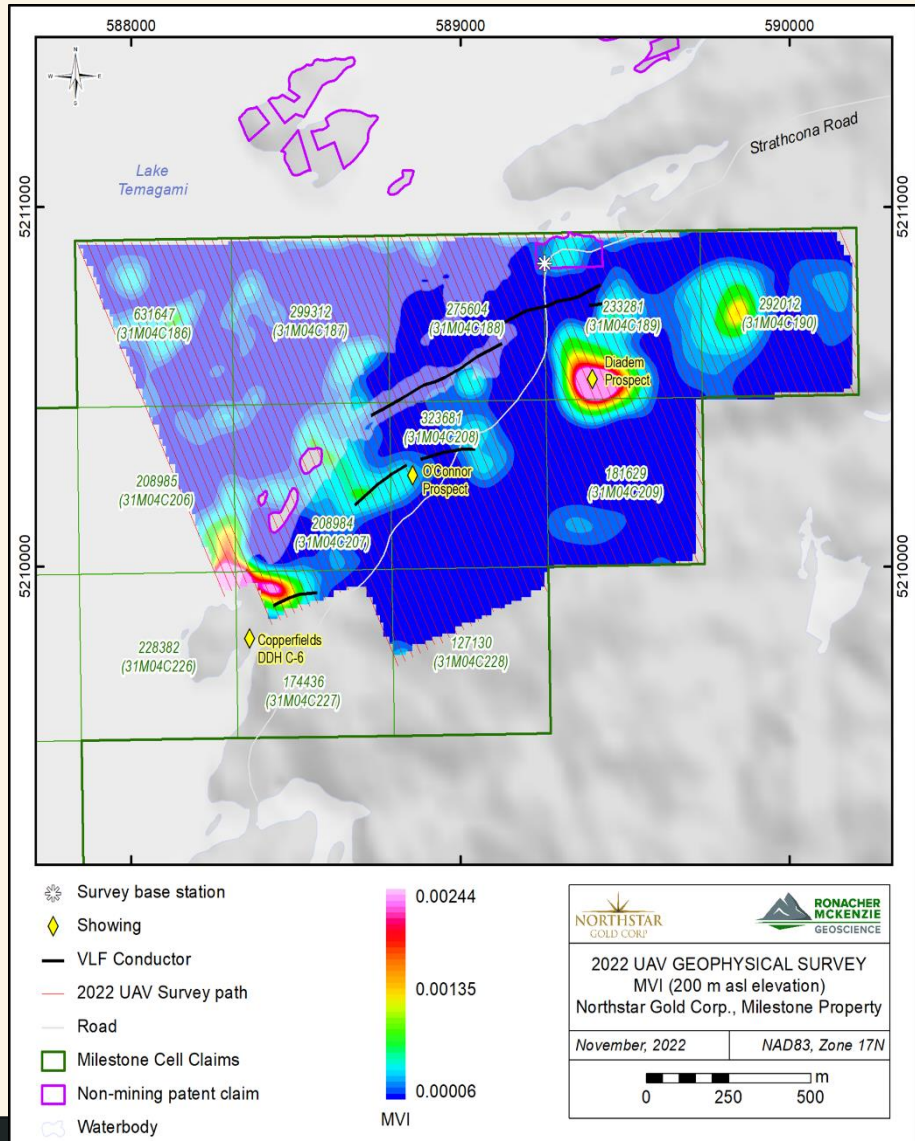 588000
589000
590000
N
W
E
S
Strathcona Road
Lake
Temagami
5211000
5211000
631647
(31M04C186)
299312
(31M04C187)
275604
(31M04C188)
233281
(31M04C189)
292012
(31M04C190)
Diadem
Prospect
323681
(31M04C208)
O'Connor
Prospect
181629
(31M04C209)
208985
(31M04C206)
208984
(31M04C207)
5210000
5210000
228382
(31M04C226)
Copperfields
DDH C-6
174436
(31M04C227)
127130
(31M04C228)
Survey base station
Showing
VLF Conductor
2022 UAV Survey path
Road
Milestone Cell Claims
Non-mining patent claim
Waterbody
0.00244
0.00135
0.00006
MVI
NORTHSTAR
GOLD CORP
RONACHER
MCKENZIE
GEOSCIENCE
2022 UAV GEOPHYSICAL SURVEY
MVI (200 m asl elevation)
Northstar Gold Corp., Milestone Property
November, 2022
NAD83, Zone 17N
m
0 250 500